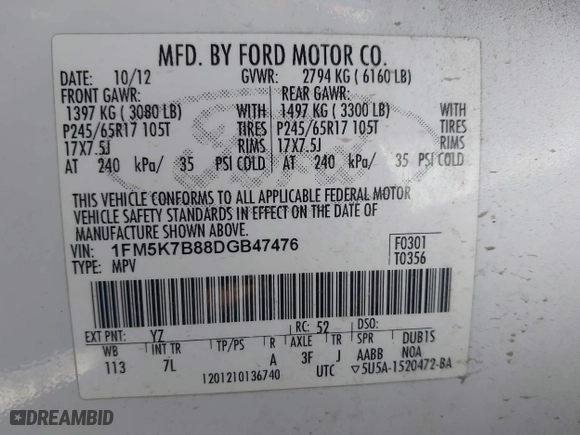 MFD. BY FORD MOTOR CO.
DATE: 10/12 GVWR: 2794 KG ( 6160 LB)
FRONT GAWR: REAR GAWR:
1397 KG ( 3080 LB) WITH 1497 KG ( 3300 LB) WITH
P245/65R17 105T TIRES P245/65R17 105T TIRES
17X7.5J RIMS 17X7.5J RIMS
AT 240 kPa/ 35 PSI COLD AT 240 kPa/ 35 PSI COLD
THIS VEHICLE CONFORMS TO ALL APPLICABLE FEDERAL MOTOR
VEHICLE SAFETY STANDARDS IN EFFECT ON THE DATE OF
MANUFACTURE SHOWN ABOVE.
VIN: 1FM5K7B88DGB47476 F0301
TYPE: MPV T0356
EXT PNT: YZ RC: 52 DSO:
WB INT TR TP/PS R AXLE TR SPR DUBTS
113 7L A 3F J AABB NOA
1201210136740 UTC ▽5U5A-1520472-BA
DREAMBID
Ford